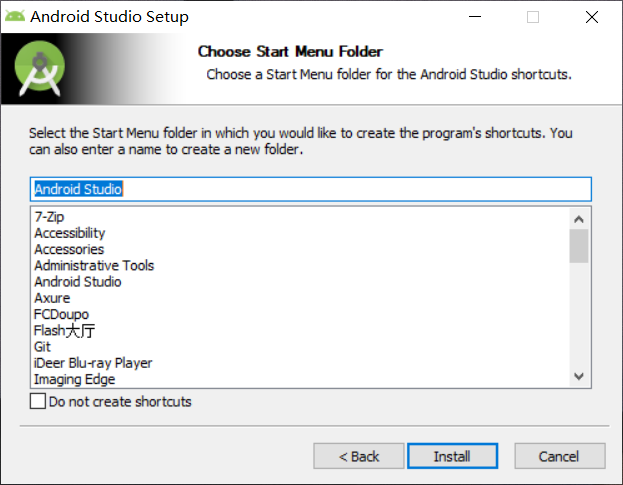 Android Studio Setup
Choose Start Menu Folder
Choose a Start Menu folder for the Android Studio shortcuts.
Select the Start Menu folder in which you would like to create the program's shortcuts. You
can also enter a name to create a new folder.
Android Studio
7-Zip
Accessibility
Accessories
Administrative Tools
Android Studio
Axure
FCDoupo
Flash大厅
Git
iDeer Blu-ray Player
Imaging Edge
Do not create shortcuts
< Back
Install
Cancel